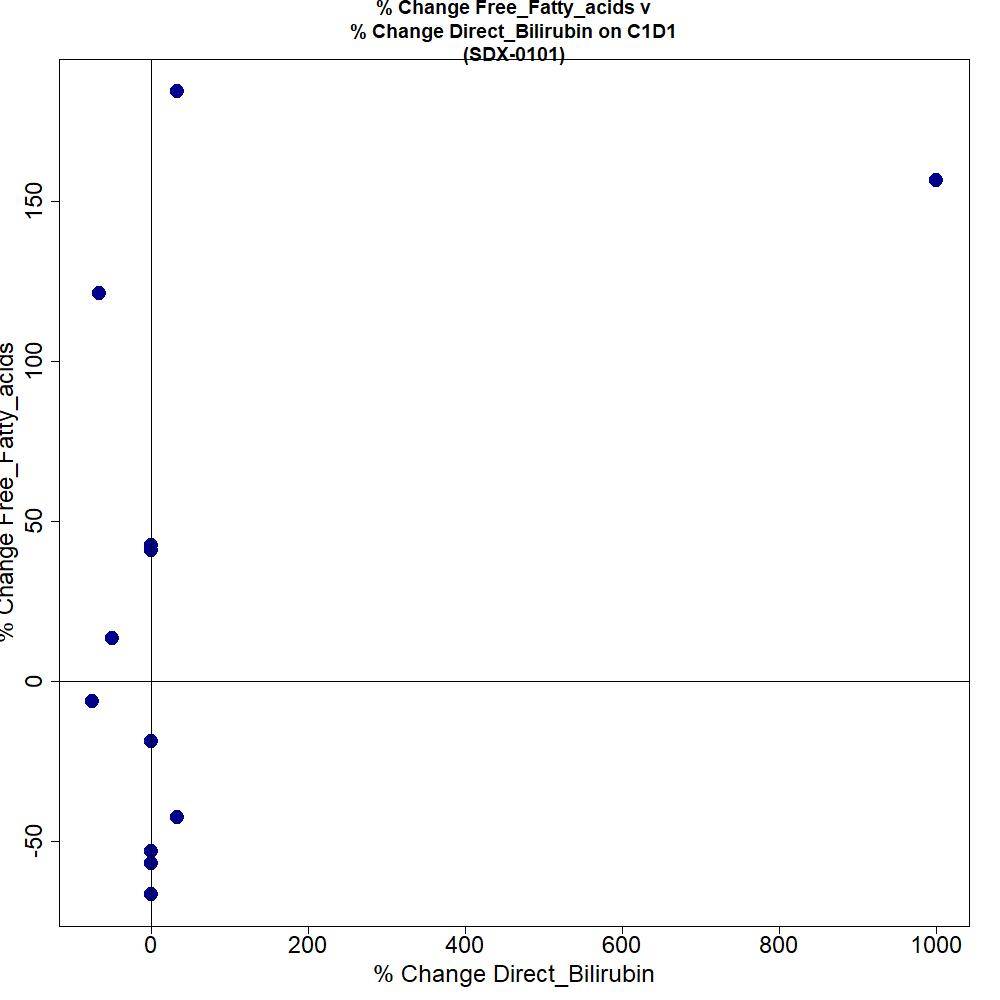 % Change Free_Fatty_acids v
% Change Direct_Bilirubin on C1D1
(SDX-0101)
% Change Free_Fatty_acids
150
100
50
0
-50
0 200 400 600 800 1000
% Change Direct_Bilirubin